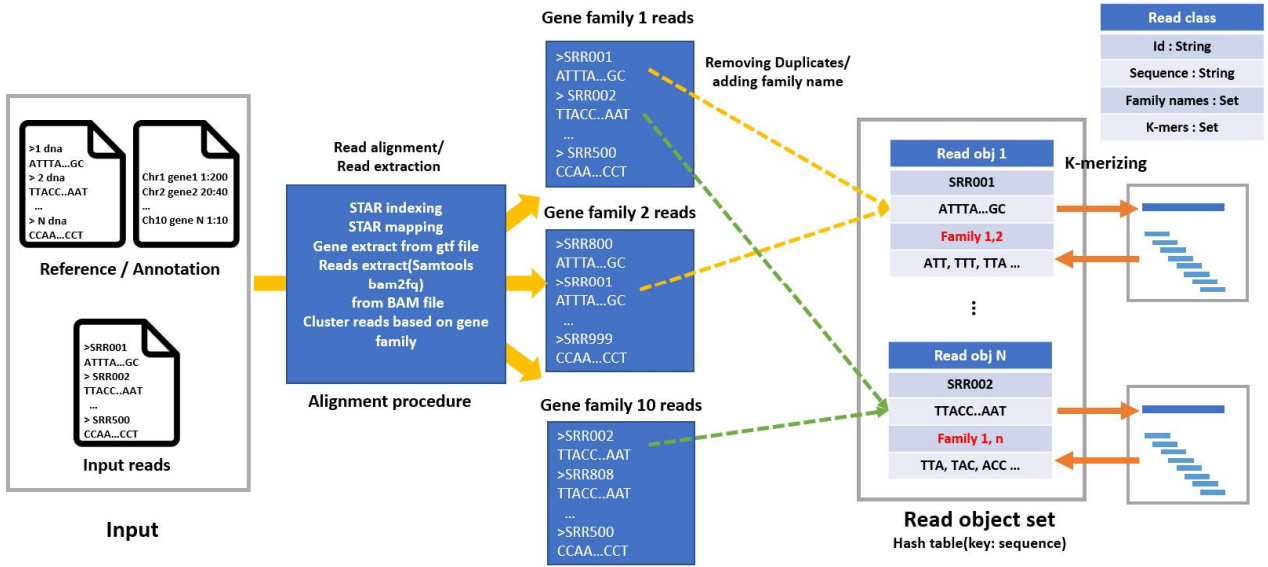 >1 dna
ATTTA...GC
> 2 dna
TTACC..AAT
...
> N dna
CCAA...CCT
Chr1 gene1 1:200
Chr2 gene2 20:40
...
Ch10 gene N 1:10
Reference / Annotation
>SRR001
ATTTA...GC
> SRR002
TTACC..AAT
...
> SRR500
CCAA...CCT
Input reads
Input
Read alignment/
Read extraction
STAR indexing
STAR mapping
Gene extract from gtf file
Reads extract(Samtools
bam2fq)
from BAM file
Cluster reads based on gene
family
Alignment procedure
Gene family 1 reads
>SRR001
ATTTA...GC
> SRR002
TTACC..AAT
...
> SRR500
CCAA...CCT
Gene family 2 reads
>SRR800
ATTTA...GC
>SRR001
ATTTA...GC
...
>SRR999
CCAA...CCT
Gene family 10 reads
>SRR002
TTACC..AAT
>SRR808
TTACC..AAT
...
>SRR500
CCAA...CCT
Removing Duplicates/
adding family name
Read obj 1
SRR001
ATTTA...GC
Family 1,2
ATT, TTT, TTA ...
...
Read obj N
SRR002
TTACC..AAT
Family 1, n
TTA, TAC, ACC ...
Read object set
Hash table(key: sequence)
K-merizing
Read class
Id : String
Sequence : String
Family names : Set
K-mers : Set